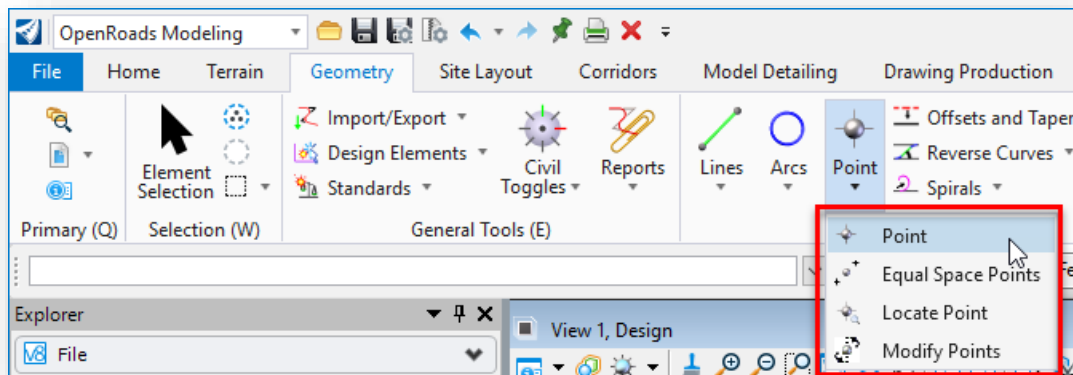 OpenRoads Modeling
File Home Terrain Geometry Site Layout Corridors Model Detailing Drawing Production
Import/Export
Design Elements
Standards
Element Selection
Civil Toggles
Reports
Lines
Arcs
Point
Offsets and Taper
Reverse Curves
Spirals
Primary (Q) Selection (W) General Tools (E)
Point
Equal Space Points
Locate Point
Modify Points
Fe
Explorer
View 1, Design
V8 File